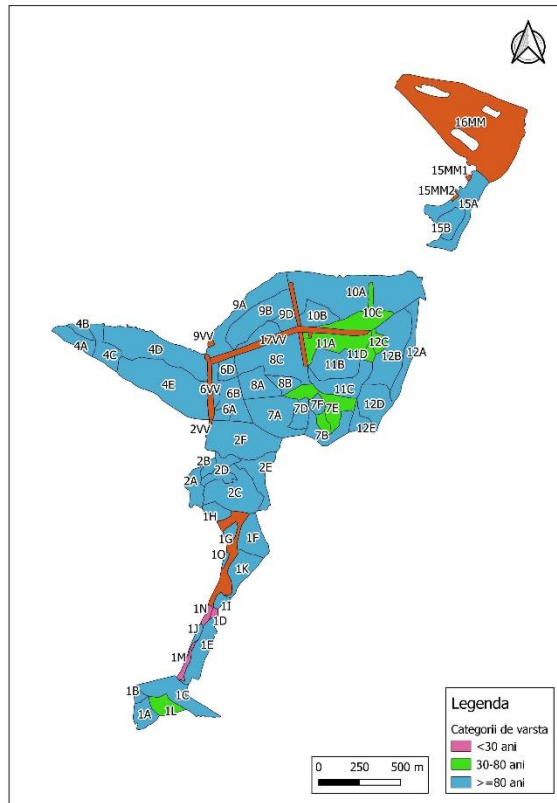 16MM
15MM1
15MM2
15A
15B
10A
9A
9B
9D
10B
10C
4B
4A
4C
4D
9VV
17VV
11A
12C
6D
8C
11D
12B
12A
11B
4E
6VV
8A
8B
11C
6B
6A
7A
7D
7F
7E
12D
2VV
7B
12E
2F
2B
2D
2E
2A
2C
1H
1G
1F
1O
1K
1N
1I
1D
1J
1E
1M
1B
1C
1A
1L
Legenda
Categorii de varsta
<30 ani
30-80 ani
>=80 ani
0 250 500 m